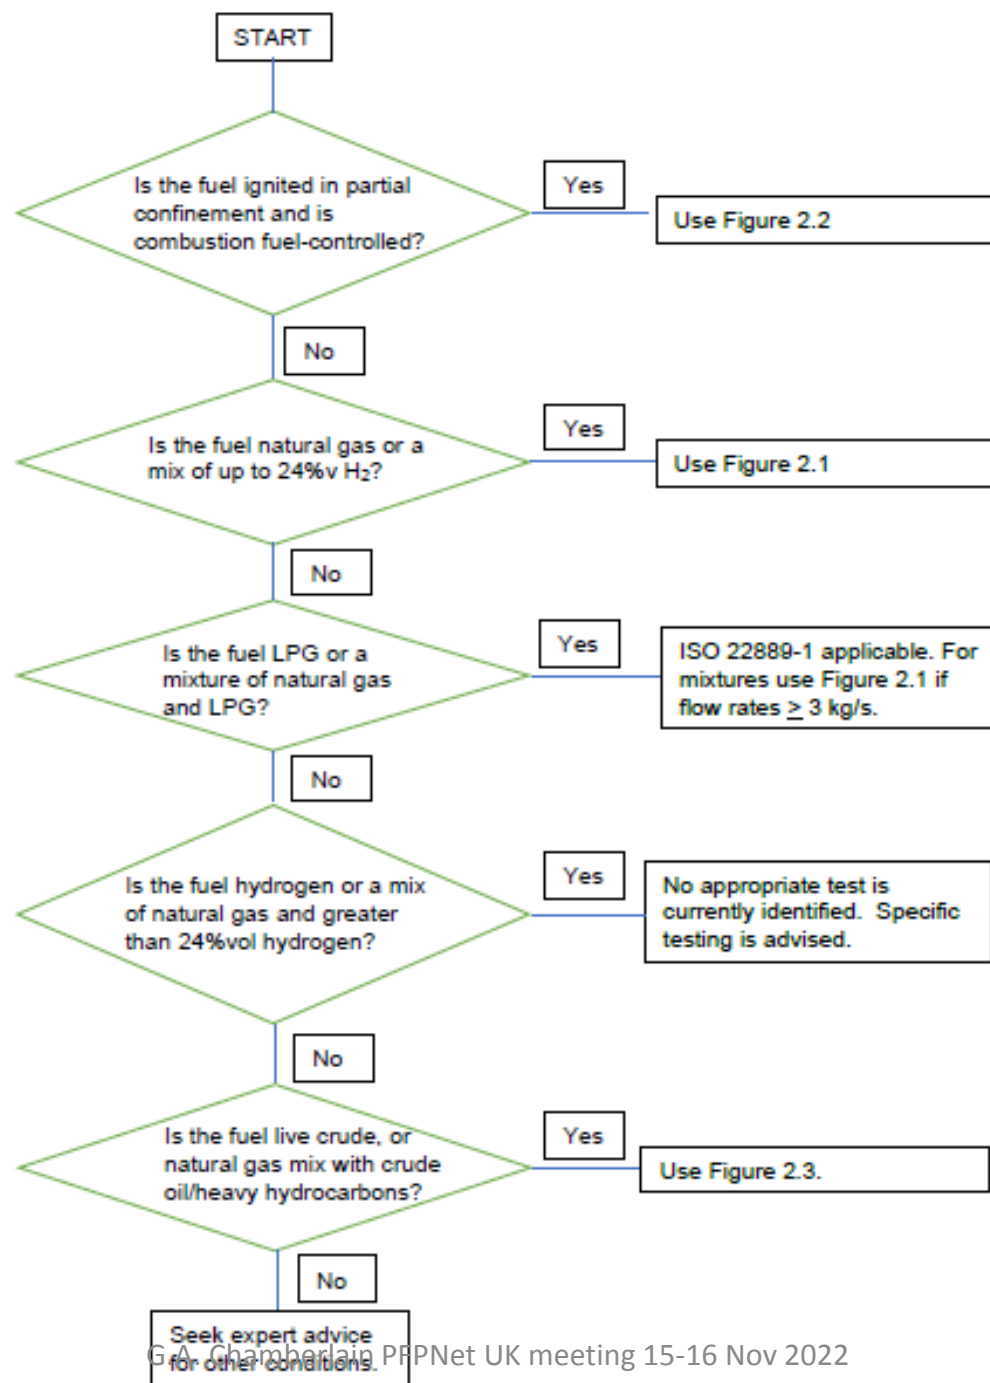 START
Is the fuel ignited in partial
confinement and is
combustion fuel-controlled?
Yes
Use Figure 2.2
No
Is the fuel natural gas or a
mix of up to 24%v H₂?
Yes
Use Figure 2.1
No
Is the fuel LPG or a
mixture of natural gas
and LPG?
Yes
ISO 22889-1 applicable. For
mixtures use Figure 2.1 if
flow rates ≥ 3 kg/s.
No
Is the fuel hydrogen or a mix
of natural gas and greater
than 24%vol hydrogen?
Yes
No appropriate test is
currently identified. Specific
testing is advised.
No
Is the fuel live crude, or
natural gas mix with crude
oil/heavy hydrocarbons?
Yes
Use Figure 2.3.
No
Seek expert advice
for other conditions.
G.A. Chamberlain PFPNet UK meeting 15-16 Nov 2022